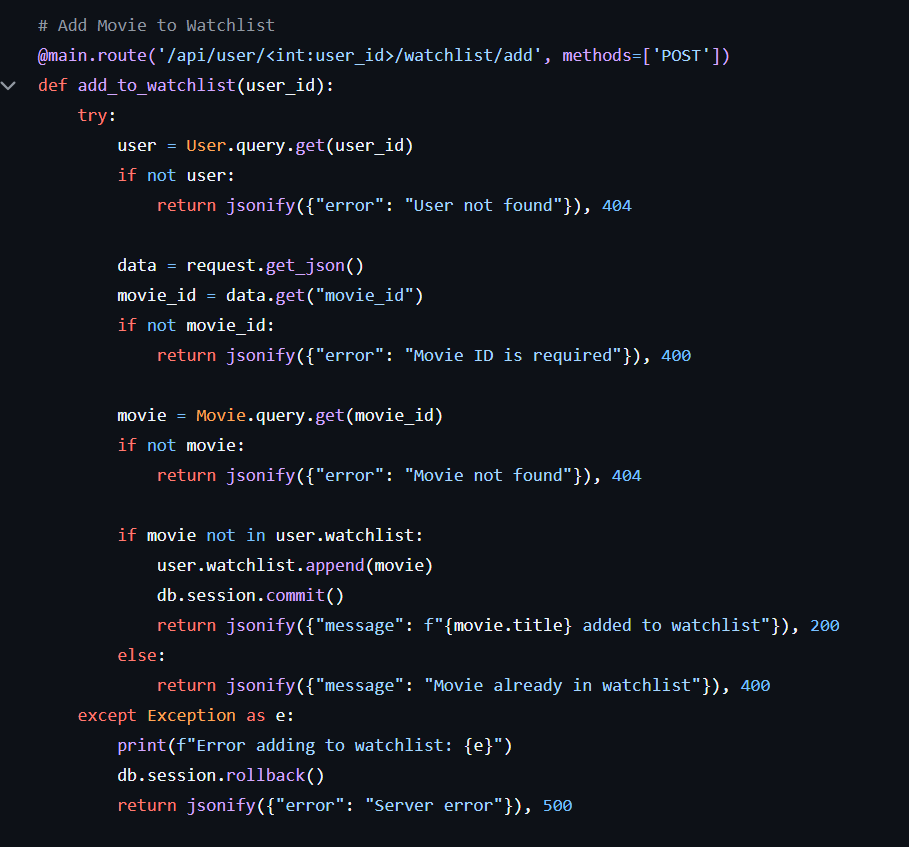 # Add Movie to Watchlist
@main.route('/api/user/<int:user_id>/watchlist/add', methods=['POST'])
def add_to_watchlist(user_id):
    try:
        user = User.query.get(user_id)
        if not user:
            return jsonify({"error": "User not found"}), 404

        data = request.get_json()
        movie_id = data.get("movie_id")
        if not movie_id:
            return jsonify({"error": "Movie ID is required"}), 400

        movie = Movie.query.get(movie_id)
        if not movie:
            return jsonify({"error": "Movie not found"}), 404

        if movie not in user.watchlist:
            user.watchlist.append(movie)
            db.session.commit()
            return jsonify({"message": f"{movie.title} added to watchlist"}), 200
        else:
            return jsonify({"message": "Movie already in watchlist"}), 400
    except Exception as e:
        print(f"Error adding to watchlist: {e}")
        db.session.rollback()
        return jsonify({"error": "Server error"}), 500